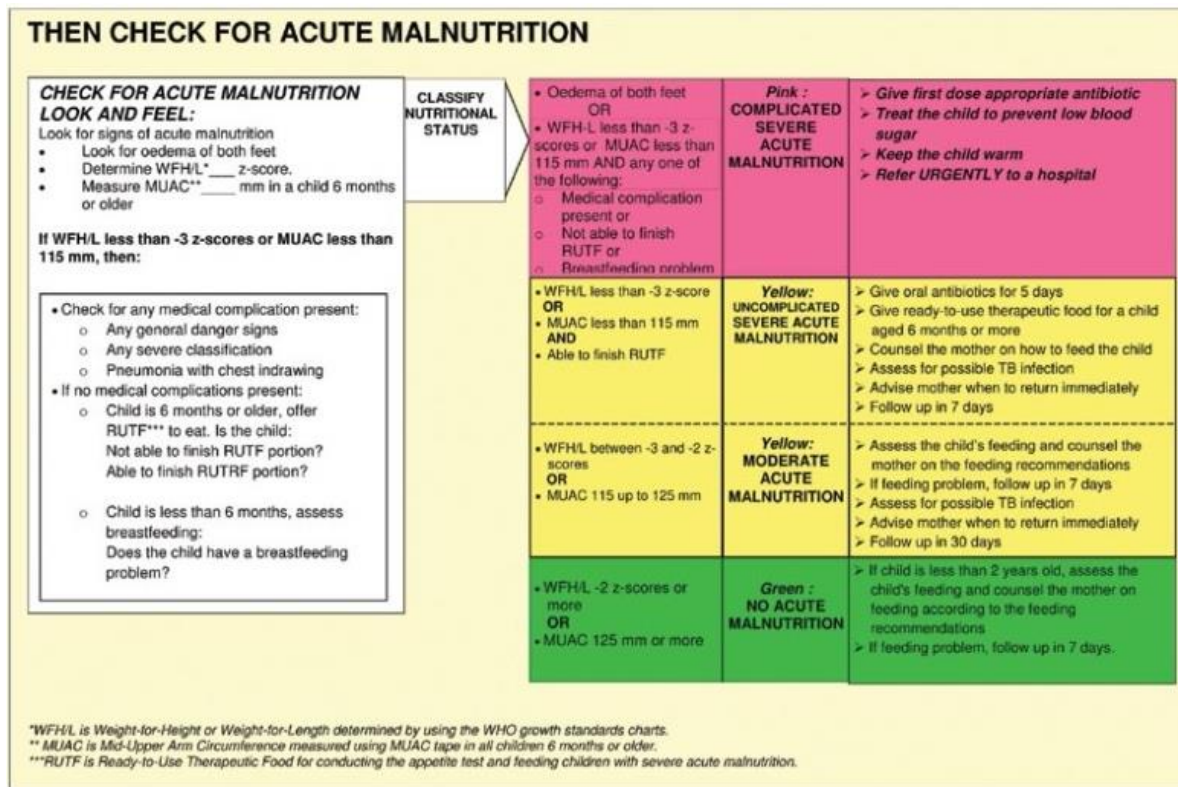 THEN CHECK FOR ACUTE MALNUTRITION
CHECK FOR ACUTE MALNUTRITION
LOOK AND FEEL:
Look for signs of acute malnutrition
• Look for oedema of both feet
• Determine WFH/L*___ z-score.
• Measure MUAC**____ mm in a child 6 months
or older
If WFH/L less than -3 z-scores or MUAC less than
115 mm, then:
• Check for any medical complication present:
o Any general danger signs
o Any severe classification
o Pneumonia with chest indrawing
• If no medical complications present:
o Child is 6 months or older, offer
RUTF*** to eat. Is the child:
Not able to finish RUTF portion?
Able to finish RUTRF portion?
o Child is less than 6 months, assess
breastfeeding:
Does the child have a breastfeeding
problem?
CLASSIFY
NUTRITIONAL
STATUS
• Oedema of both feet
OR
• WFH-L less than -3 z-
scores or MUAC less than
115 mm AND any one of
the following:
o Medical complication
present or
o Not able to finish
RUTF or
o Breastfeeding problem
Pink :
COMPLICATED
SEVERE
ACUTE
MALNUTRITION
➢ Give first dose appropriate antibiotic
➢ Treat the child to prevent low blood
sugar
➢ Keep the child warm
➢ Refer URGENTLY to a hospital
• WFH/L less than -3 z-score
OR
• MUAC less than 115 mm
AND
• Able to finish RUTF
Yellow:
UNCOMPLICATED
SEVERE ACUTE
MALNUTRITION
➢ Give oral antibiotics for 5 days
➢ Give ready-to-use therapeutic food for a child
aged 6 months or more
➢ Counsel the mother on how to feed the child
➢ Assess for possible TB infection
➢ Advise mother when to return immediately
➢ Follow up in 7 days
• WFH/L between -3 and -2 z-
scores
OR
• MUAC 115 up to 125 mm
Yellow:
MODERATE
ACUTE
MALNUTRITION
➢ Assess the child's feeding and counsel the
mother on the feeding recommendations
➢ If feeding problem, follow up in 7 days
➢ Assess for possible TB infection
➢ Advise mother when to return immediately
➢ Follow up in 30 days
• WFH/L -2 z-scores or
more
OR
• MUAC 125 mm or more
Green :
NO ACUTE
MALNUTRITION
➢ If child is less than 2 years old, assess the
child's feeding and counsel the mother on
feeding according to the feeding
recommendations
➢ If feeding problem, follow up in 7 days.
*WFH/L is Weight-for-Height or Weight-for-Length determined by using the WHO growth standards charts.
** MUAC is Mid-Upper Arm Circumference measured using MUAC tape in all children 6 months or older.
***RUTF is Ready-to-Use Therapeutic Food for conducting the appetite test and feeding children with severe acute malnutrition.